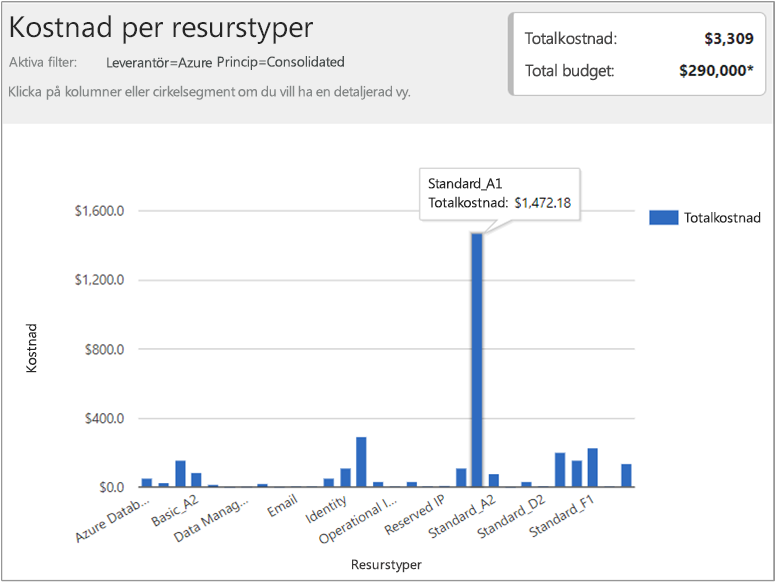 Kostnad per resurstyper
Aktiva filter: Leverantör=Azure Princip=Consolidated
Klicka på kolumner eller cirkelsegment om du vill ha en detaljerad vy.
Totalkostnad: $3,309
Total budget: $290,000*
Standard_A1
Totalkostnad: $1,472.18
Totalkostnad
$1,600.0
$1,200.0
$800.0
$400.0
$0.0
Kostnad
Azure Datab...
Basic_A2
Data Manag...
Email
Identity
Operational I...
Reserved IP
Standard_A2
Standard_D2
Standard_F1
Resurstyper